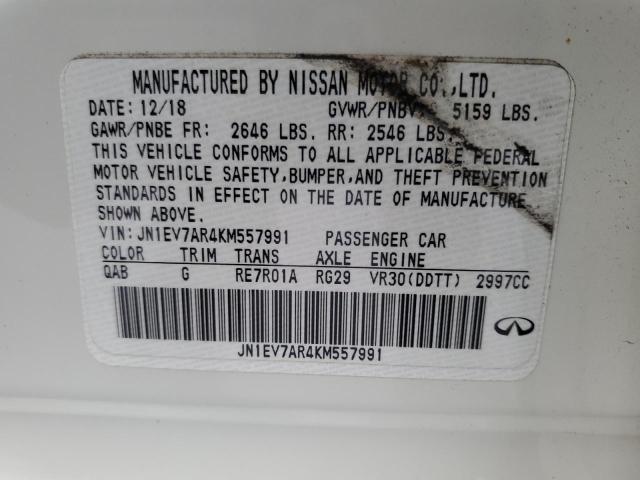 MANUFACTURED BY NISSAN MOTOR CO.,LTD.
DATE: 12/18 GVWR/PNBV: 5159 LBS.
GAWR/PNBE FR: 2646 LBS. RR: 2546 LBS.
THIS VEHICLE CONFORMS TO ALL APPLICABLE FEDERAL
MOTOR VEHICLE SAFETY,BUMPER,AND THEFT PREVENTION
STANDARDS IN EFFECT ON THE DATE OF MANUFACTURE
SHOWN ABOVE.
VIN:JN1EV7AR4KM557991 PASSENGER CAR
COLOR TRIM TRANS AXLE ENGINE
QAB G RE7R01A RG29 VR30(DDTT) 2997CC
JN1EV7AR4KM557991